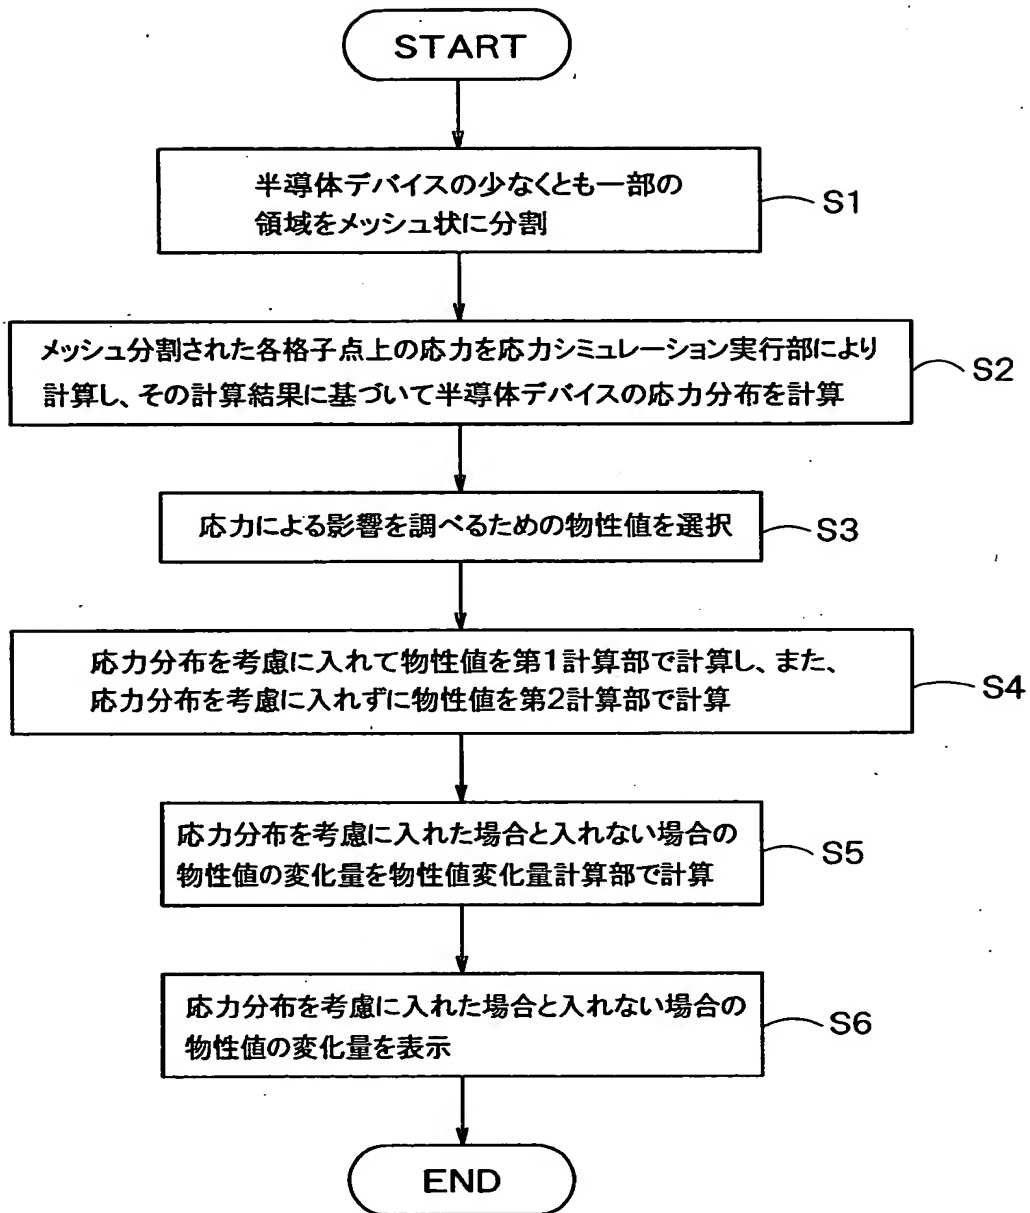 START
半導体デバイスの少なくとも一部の
領域をメッシュ状に分割
S1
メッシュ分割された各格子点上の応力を応力シミュレーション実行部により
計算し、その計算結果に基づいて半導体デバイスの応力分布を計算
S2
応力による影響を調べるための物性値を選択
S3
応力分布を考慮に入れて物性値を第1計算部で計算し、また、
応力分布を考慮に入れずに物性値を第2計算部で計算
S4
応力分布を考慮に入れた場合と入れない場合の
物性値の変化量を物性値変化量計算部で計算
S5
応力分布を考慮に入れた場合と入れない場合の
物性値の変化量を表示
S6
END